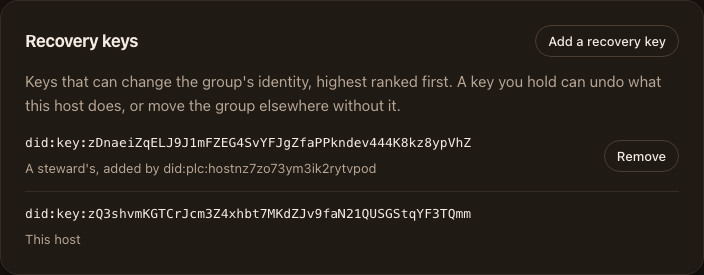 Recovery keys
Add a recovery key
Keys that can change the group's identity, highest ranked first. A key you hold can undo what
this host does, or move the group elsewhere without it.
did:key:zDnaeiZqELJ9J1mFZEG4SvYFJgZfaPPkndev444K8kz8ypVhZ
A steward's, added by did:plc:hostnz7zo73ym3ik2rytvpod
Remove
did:key:zQ3shvmKGTCrJcm3Z4xhbt7MKdZJv9faN21QUSGStqYF3TQmm
This host